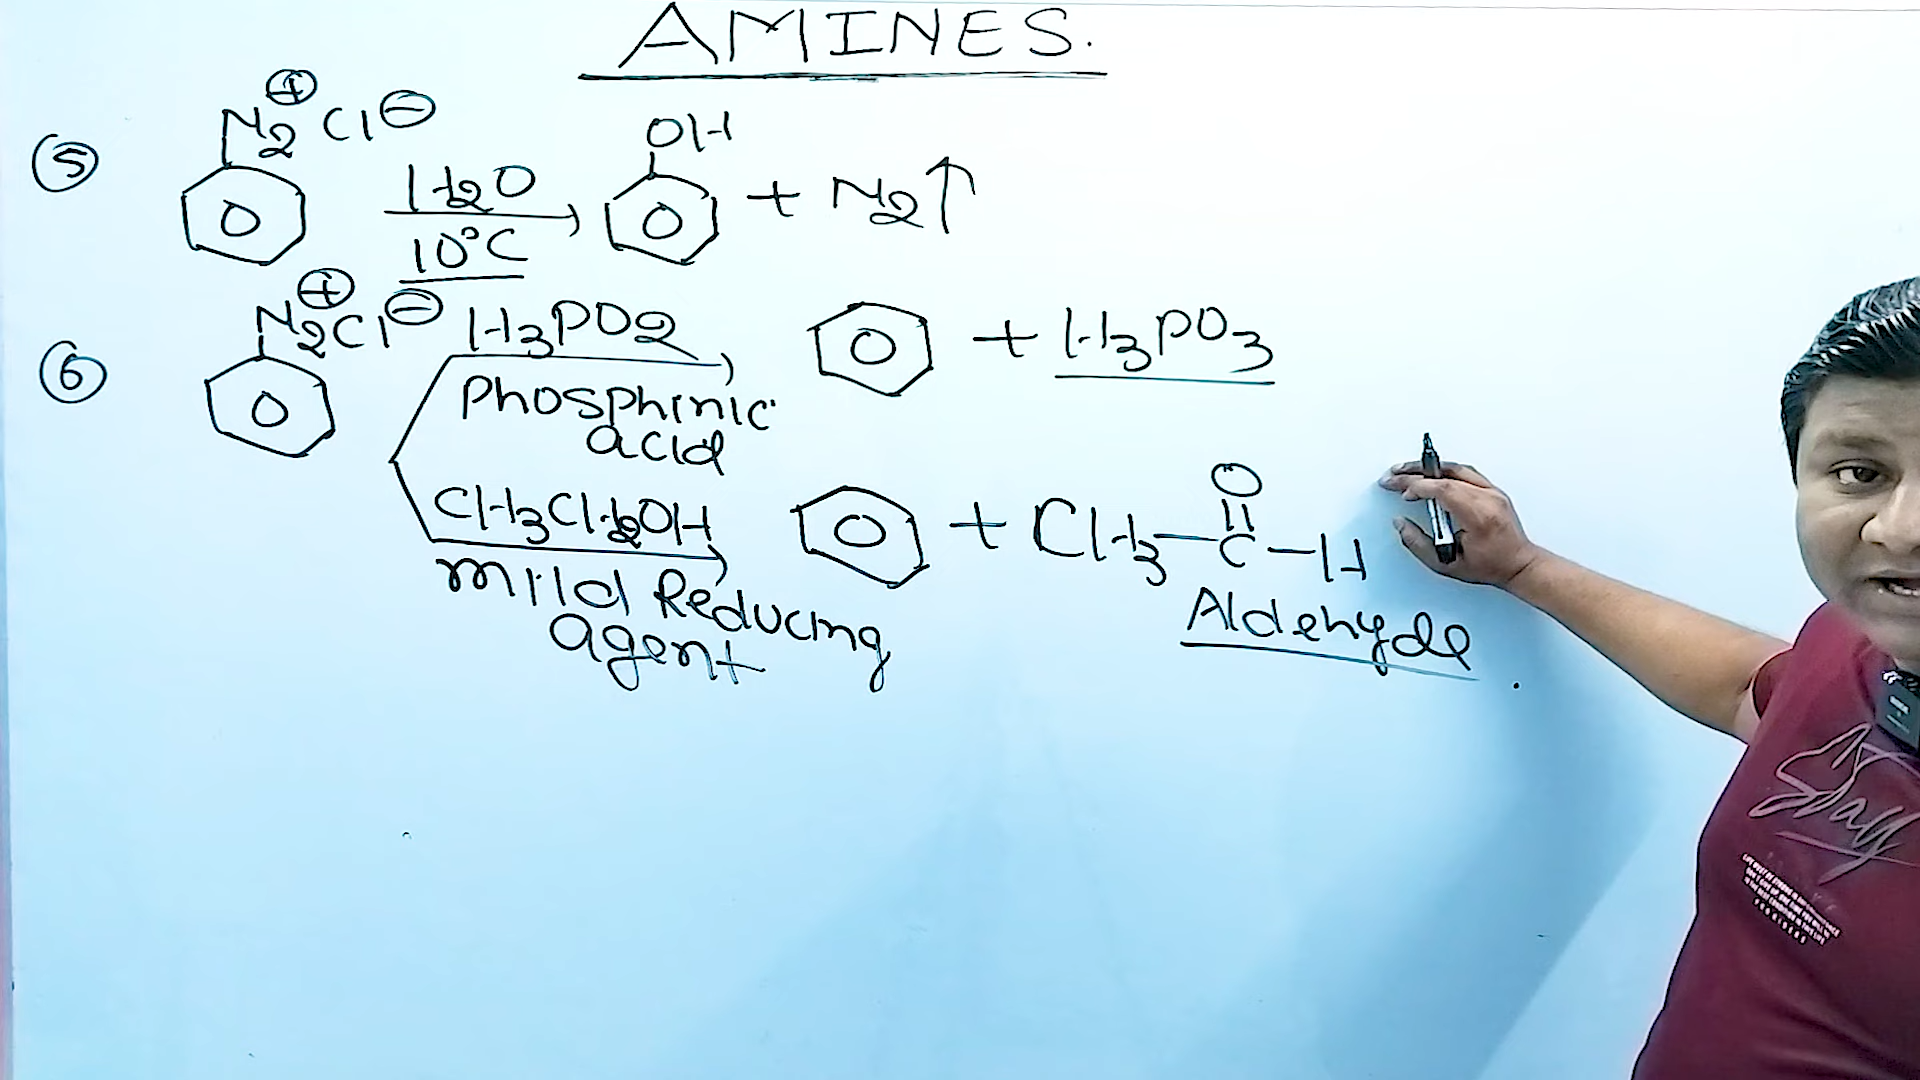 AMINES.
⑤ N2⊕ Cl⊖ H2O 10°C OH + N2↑
⑥ N2⊕ Cl⊖ H3PO2 + H3PO3
Phosphinic
acid
CH3CH2OH + CH3-C-H
O
mild Reducing
agent
Aldehyde